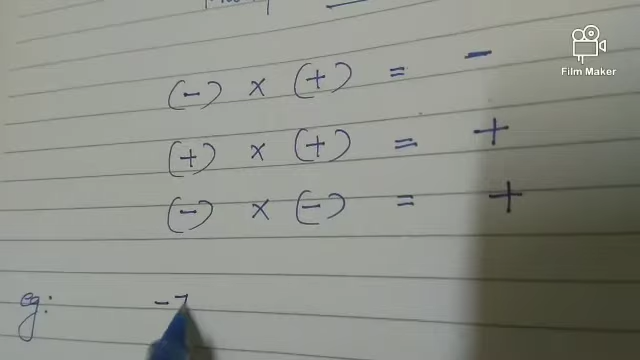 (-) × (+) = -
(+) × (+) = +
(-) × (-) = +
eg: -7
Film Maker